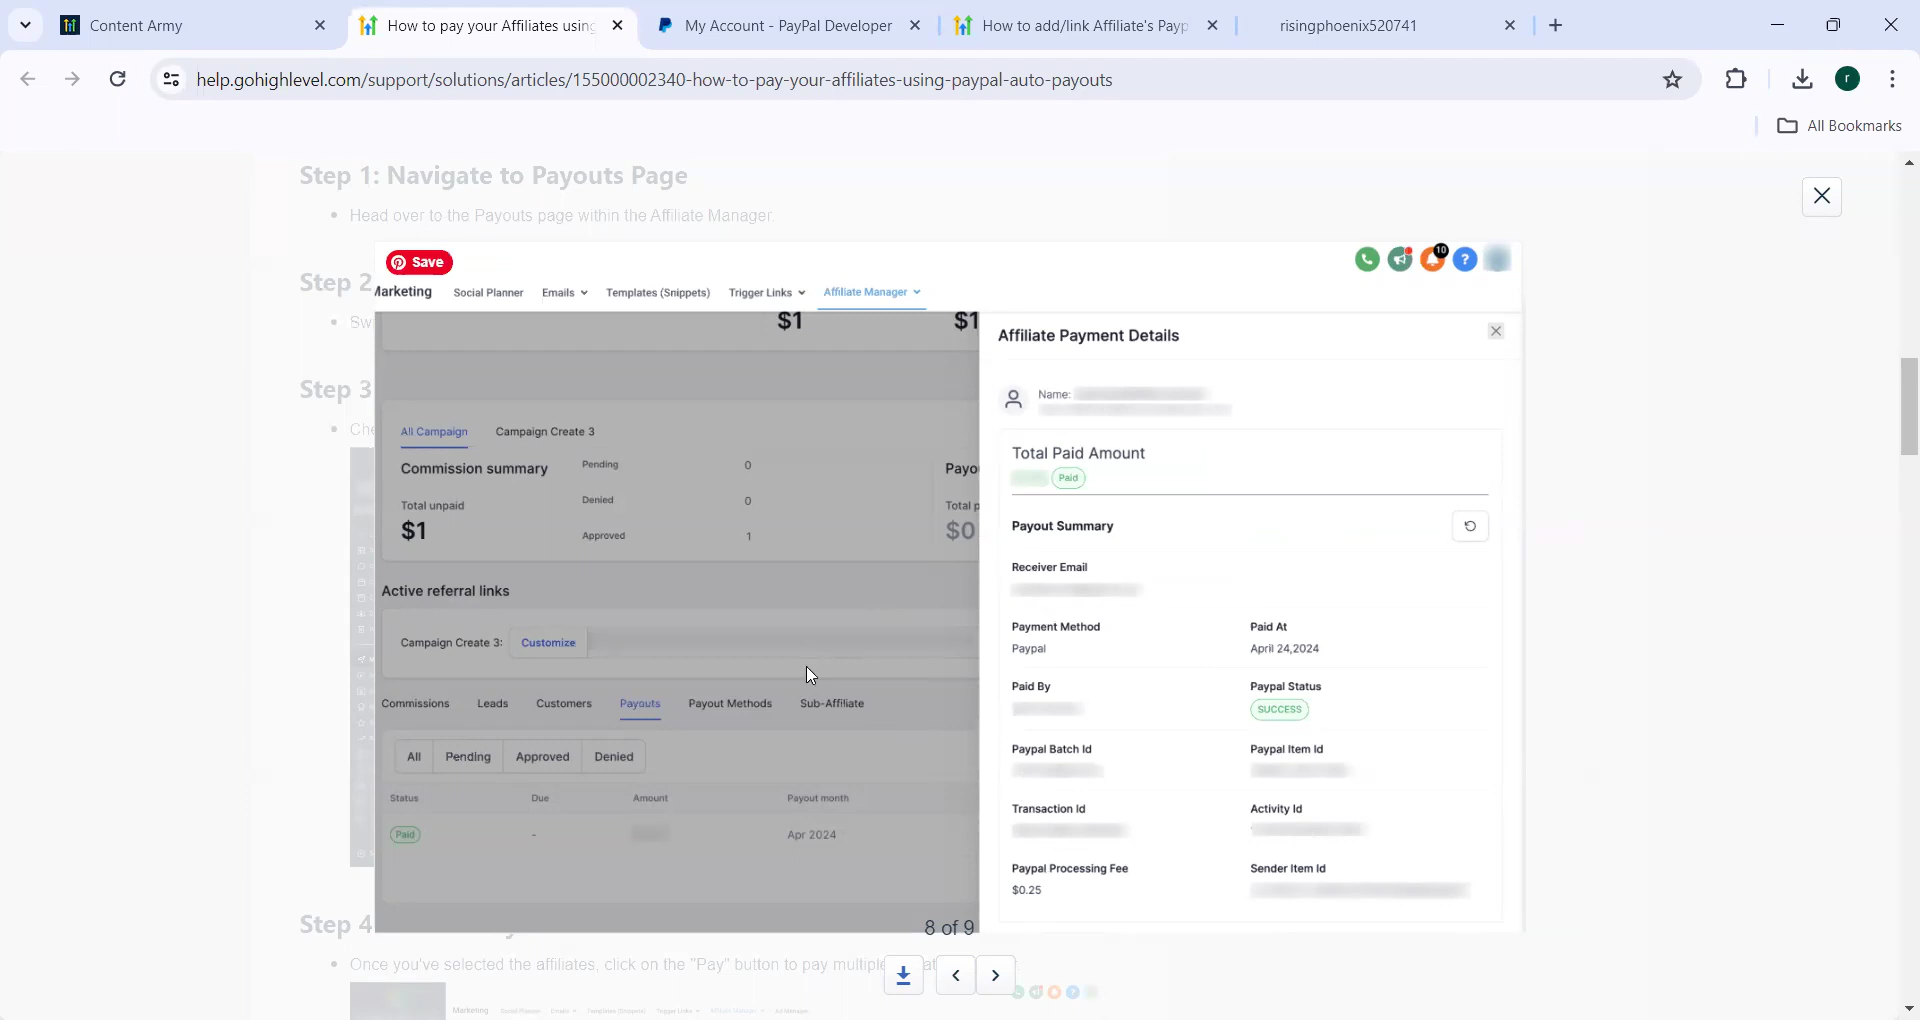 Content Army
How to pay your Affiliates using
My Account - PayPal Developer
How to add/link Affiliate's Payp
risingphoenix520741
help.gohighlevel.com/support/solutions/articles/155000002340-how-to-pay-your-affiliates-using-paypal-auto-payouts
r
All Bookmarks
Step 1: Navigate to Payouts Page
Head over to the Payouts page within the Affiliate Manager.
Save
10
?
Step 2
Marketing
Social Planner
Emails
Templates (Snippets)
Trigger Links
Affiliate Manager
Sw
$1
$1
Affiliate Payment Details
Step 3
Name:
Che
All Campaign
Campaign Create 3
Commission summary
Pending
0
Payo
Total Paid Amount
Paid
Denied
0
Total unpaid
Total p
$1
Approved
1
$0
Payout Summary
Receiver Email
Active referral links
Campaign Create 3:
Customize
Payment Method
Paid At
Paypal
April 24,2024
Paid By
Paypal Status
SUCCESS
Commissions
Leads
Customers
Payouts
Payout Methods
Sub-Affiliate
All
Pending
Approved
Denied
Paypal Batch Id
Paypal Item Id
Status
Due
Amount
Payout month
Transaction Id
Activity Id
Paid
-
Apr 2024
Paypal Processing Fee
Sender Item Id
$0.25
8 of 9
Step 4
Once you've selected the affiliates, click on the "Pay" button to pay multiple
Marketing
Social Planner
Emails
Templates (Snippets)
Trigger Links
Affiliate Manager
Ad Manager